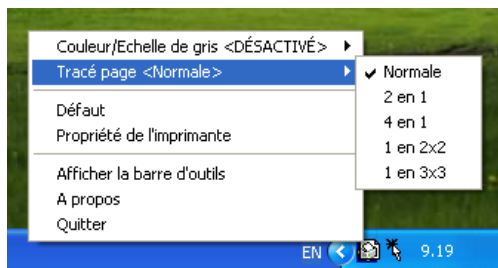 Couleur/Echelle de gris <DÉSACTIVÉ>
Tracé page <Normale>
Défaut
Propriété de l'imprimante
Afficher la barre d'outils
A propos
Quitter
Normale
2 en 1
4 en 1
1 en 2x2
1 en 3x3
EN
9.19